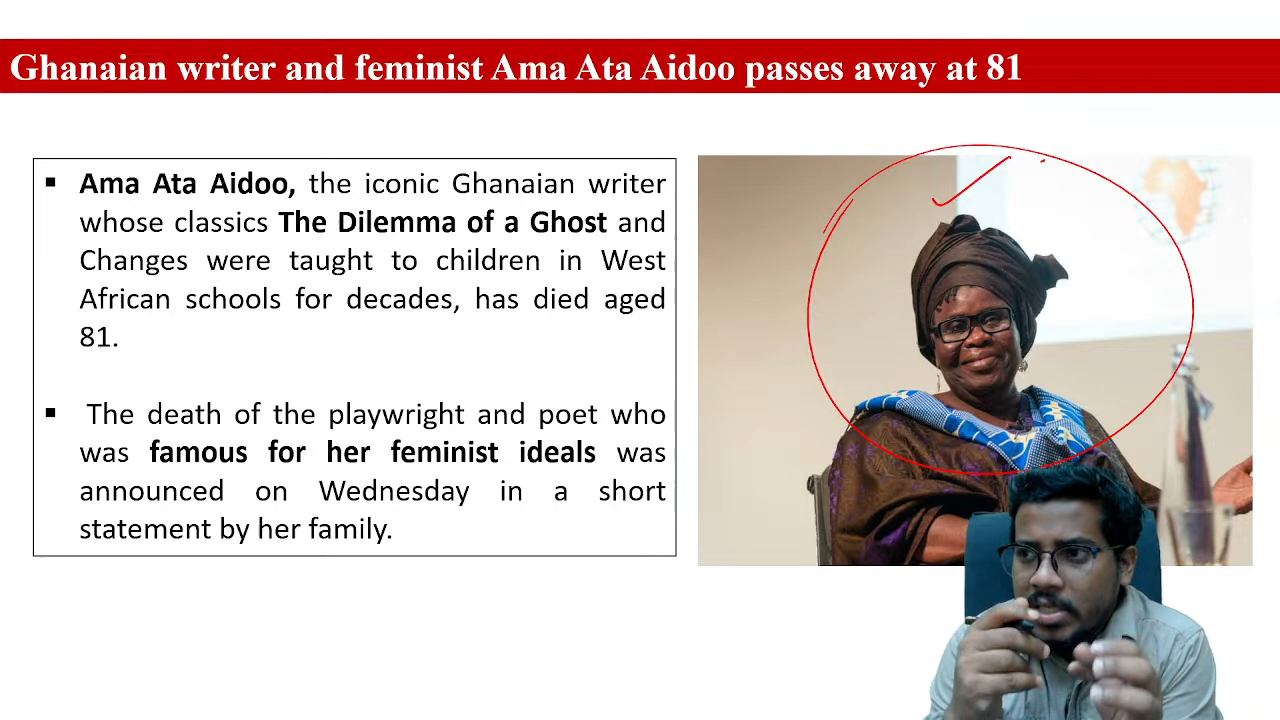 Ghanaian writer and feminist Ama Ata Aidoo passes away at 81
▪ Ama Ata Aidoo, the iconic Ghanaian writer
whose classics The Dilemma of a Ghost and
Changes were taught to children in West
African schools for decades, has died aged
81.
▪ The death of the playwright and poet who
was famous for her feminist ideals was
announced on Wednesday in a short
statement by her family.